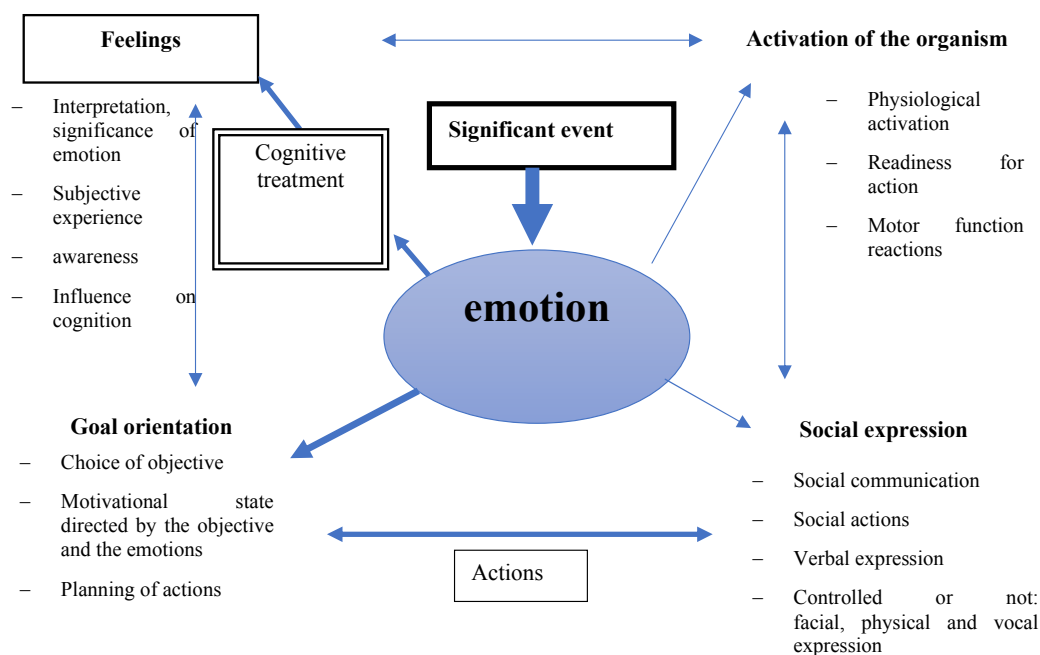 Feelings
Activation of the organism
– Interpretation,
significance of
emotion
– Subjective
experience
– awareness
– Influence on
cognition
Cognitive
treatment
Significant event
– Physiological
activation
– Readiness for
action
– Motor function
reactions
emotion
Goal orientation
– Choice of objective
– Motivational state
directed by the objective
and the emotions
– Planning of actions
Actions
Social expression
– Social communication
– Social actions
– Verbal expression
– Controlled or not:
facial, physical and vocal
expression